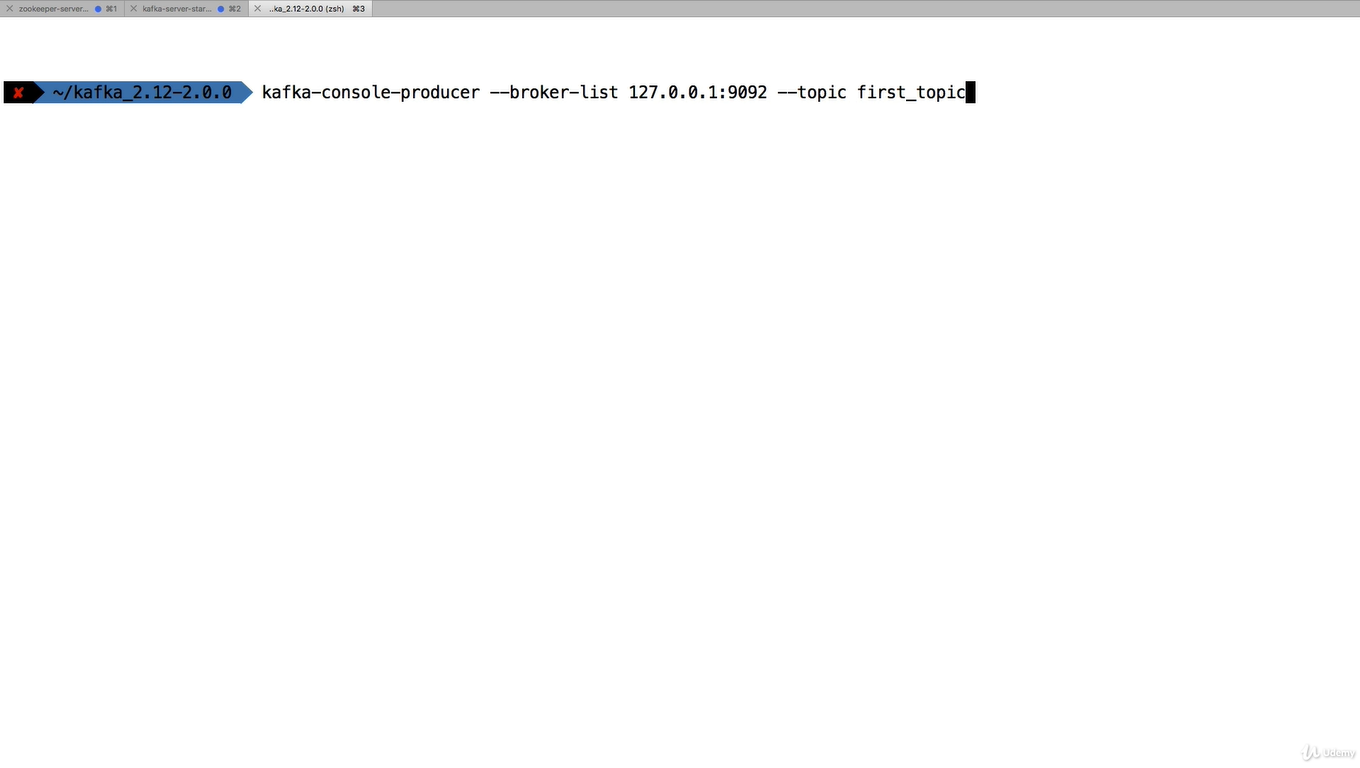 zookeeper-server... ⌘1 kafka-server-star... ⌘2 ..ka_2.12-2.0.0 (zsh) ⌘3
✘ ~/kafka_2.12-2.0.0 kafka-console-producer --broker-list 127.0.0.1:9092 --topic first_topic
Udemy